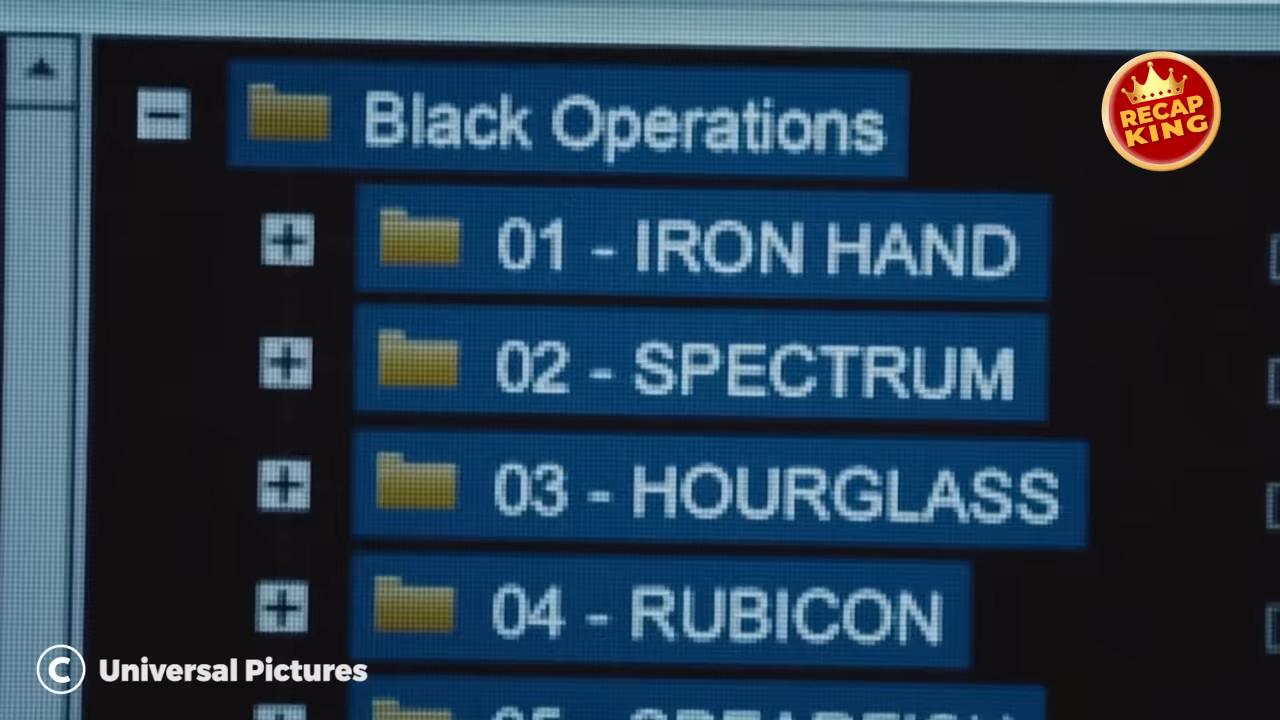 Black Operations
RECAP
KING
01 - IRON HAND
02 - SPECTRUM
03 - HOURGLASS
04 - RUBICON
C Universal Pictures